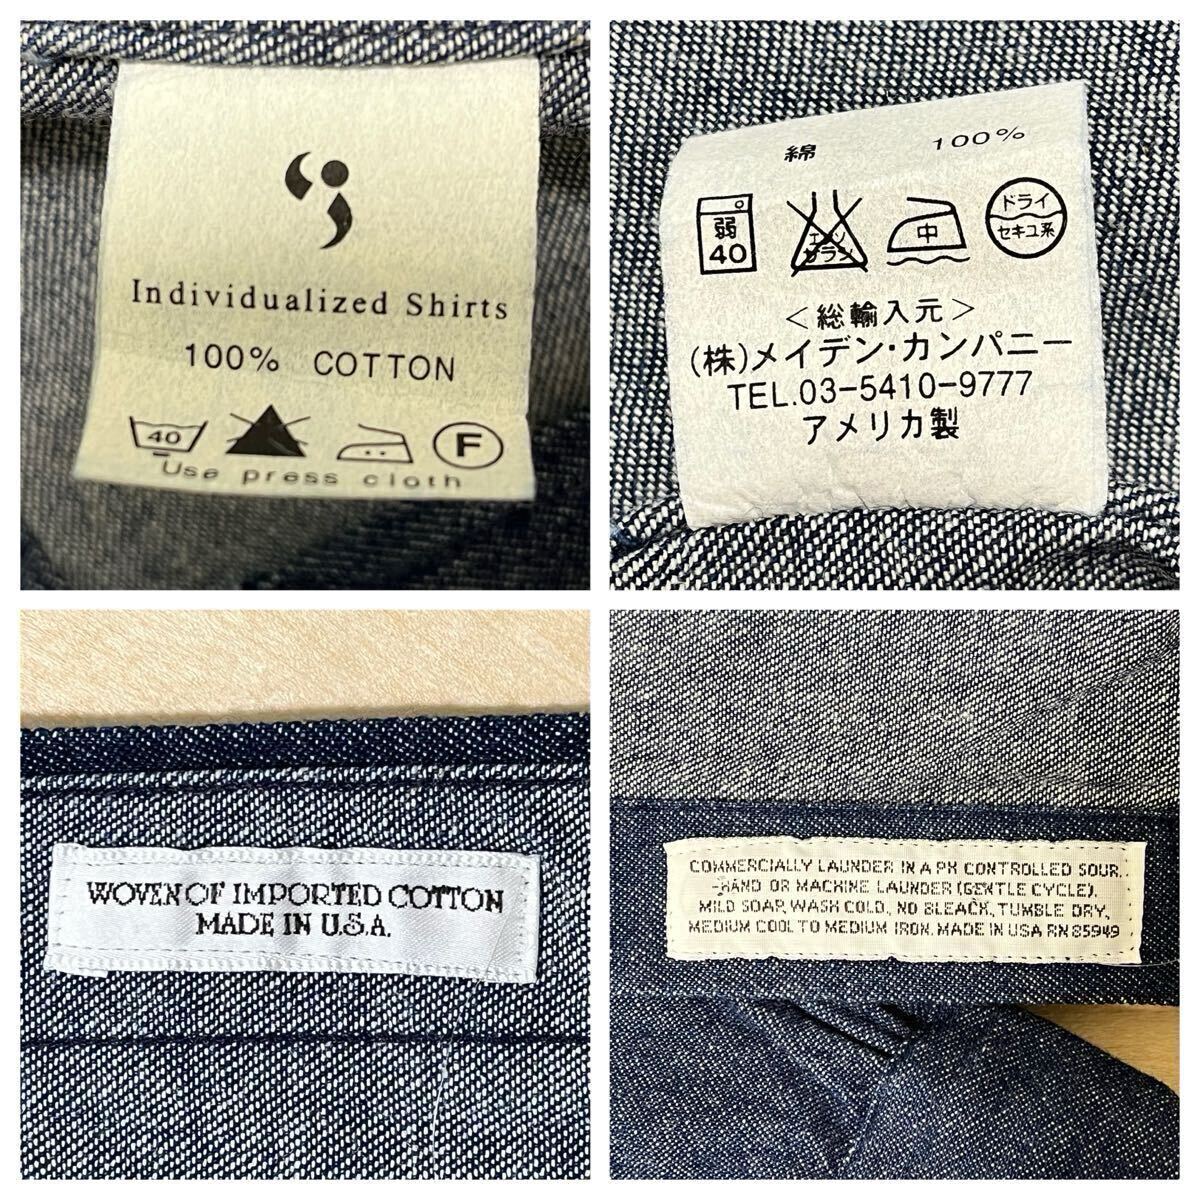 Individualized Shirts
100% COTTON
40
F
Use press cloth
綿 100%
弱
40
エンソ
サラシ
中
ドライ
セキユ系
<総輸入元>
(株)メイデン・カンパニー
TEL.03-5410-9777
アメリカ製
WOVEN OF IMPORTED COTTON
MADE IN U.S.A.
COMMERCIALLY LAUNDER IN A PH CONTROLLED SOUR.
-HAND OR MACHINE LAUNDER (GENTLE CYCLE).
MILD SOAP, WASH COLD., NO BLEACH, TUMBLE DRY,
MEDIUM COOL TO MEDIUM IRON. MADE IN USA RN 85949